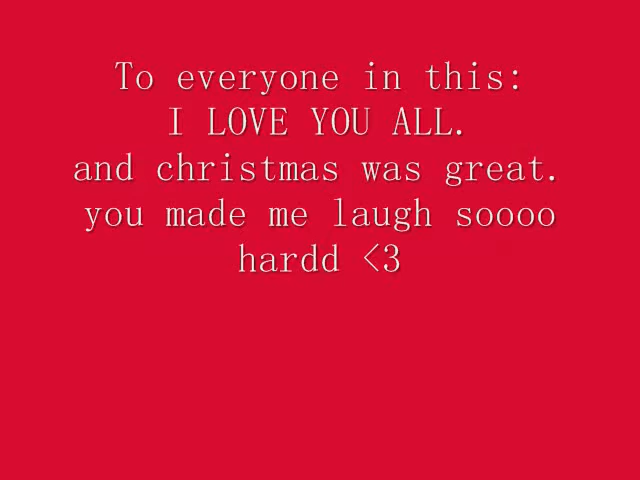 To everyone in this:
I LOVE YOU ALL.
and christmas was great.
you made me laugh soooo
hardd <3